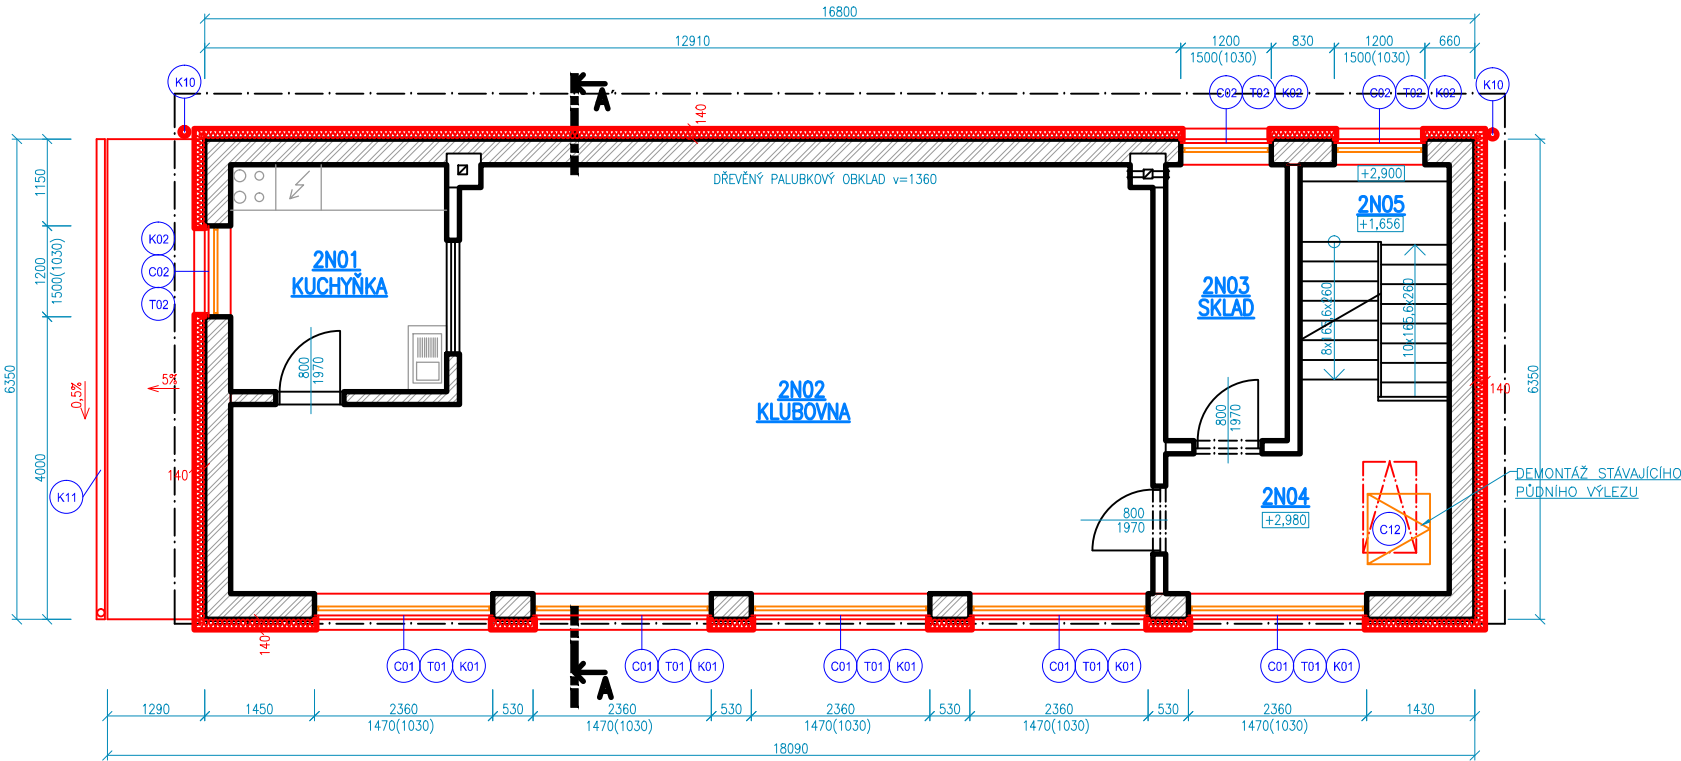 16800
12910
1200
1500(1030)
830
1200
1500(1030)
660
K10
A
140
C02 T02 K02
C02 T02 K02
K10
DŘEVĚNÝ PALUBKOVÝ OBKLAD v=1360
+2,900
2N05
+1,656
6350
1150
1200
1500(1030)
4000
K02
C02
T02
2N01
KUCHYŇKA
2N03
SKLAD
8x165,6x260
10x165,6x260
800
1970
5%
0,5%
2N02
KLUBOVNA
800
1970
140
6350
140
K11
2N04
+2,980
DEMONTÁŽ STÁVAJÍCÍHO
PŮDNÍHO VÝLEZU
C12
800
1970
140
C01 T01 K01
C01 T01 K01
C01 T01 K01
C01 T01 K01
C01 T01 K01
A
1290
1450
2360
1470(1030)
530
2360
1470(1030)
530
2360
1470(1030)
530
2360
1470(1030)
530
2360
1470(1030)
1430
18090